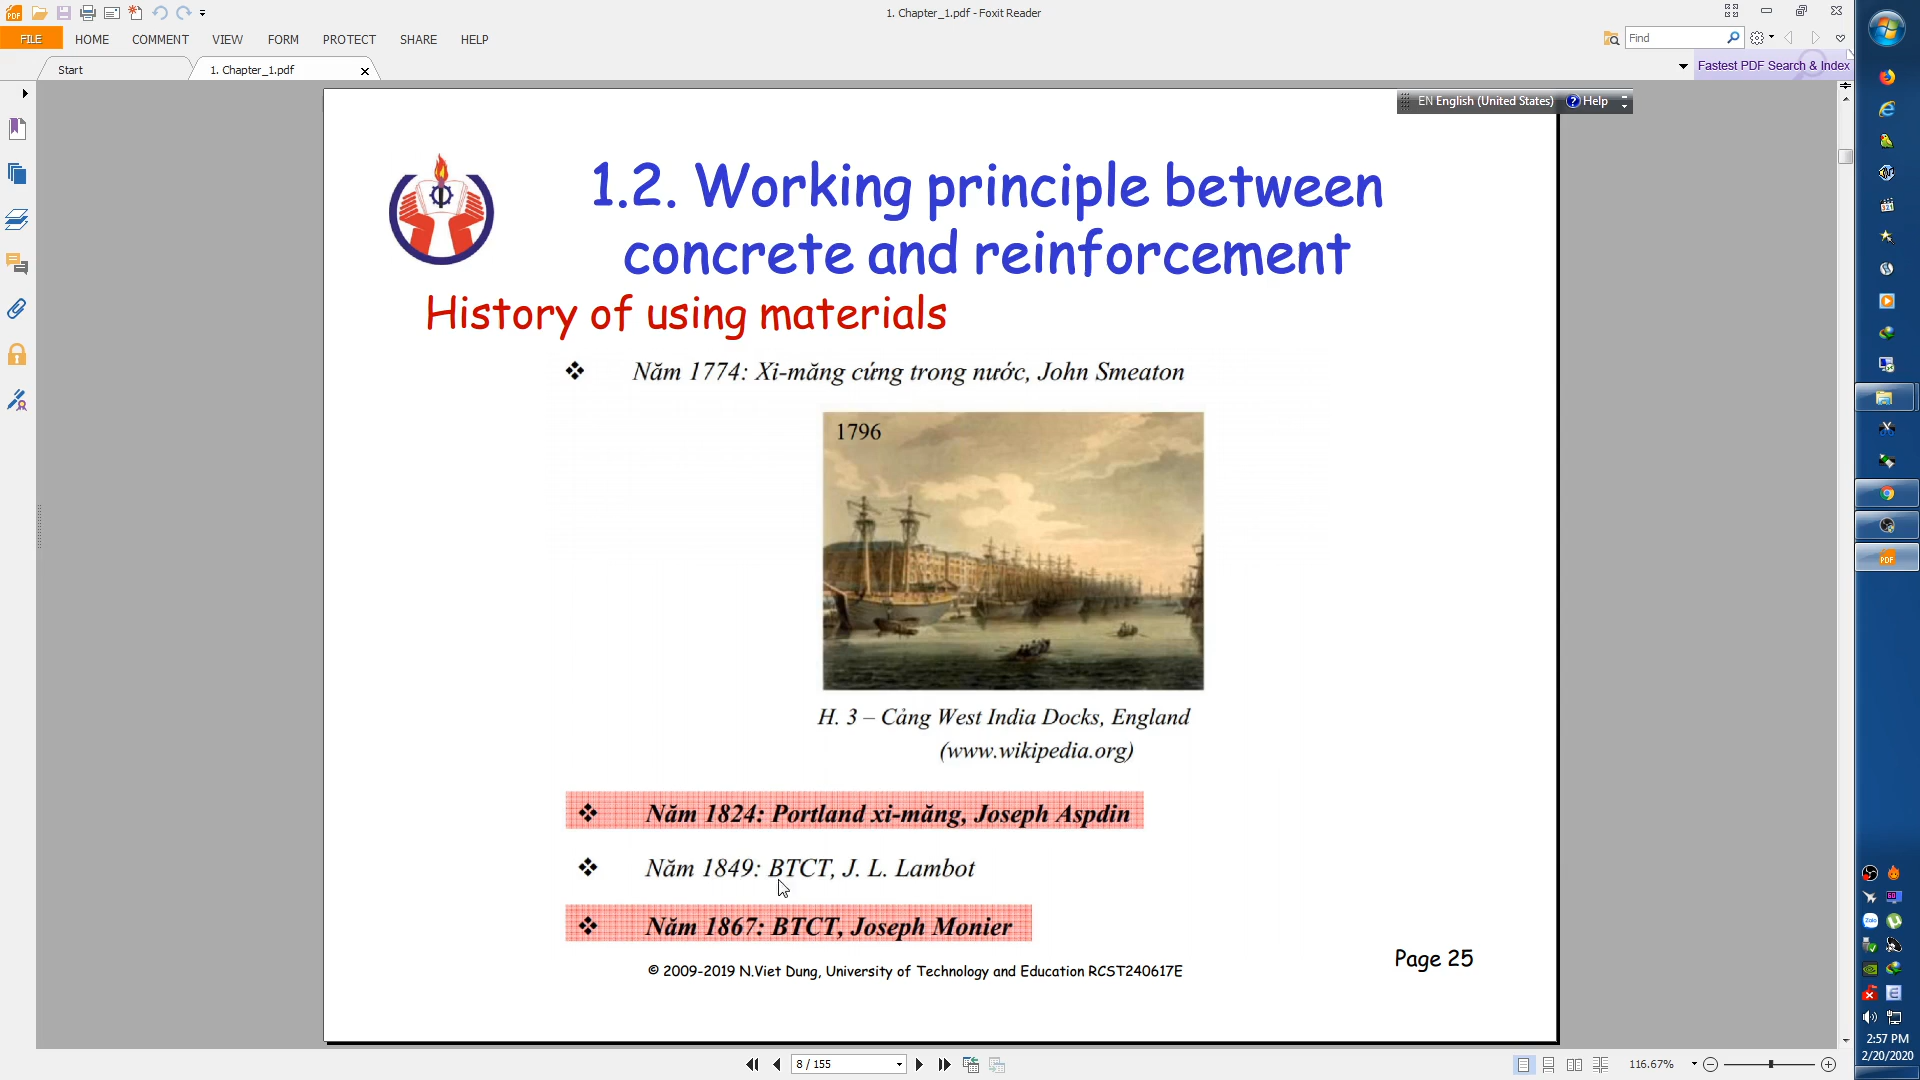 1. Chapter_1.pdf - Foxit Reader
FILE HOME COMMENT VIEW FORM PROTECT SHARE HELP
Find
Start
1. Chapter_1.pdf
Fastest PDF Search & Index
EN English (United States) Help
1.2. Working principle between
concrete and reinforcement
History of using materials
Năm 1774: Xi-măng cứng trong nước, John Smeaton
1796
H. 3 – Cảng West India Docks, England
(www.wikipedia.org)
Năm 1824: Portland xi-măng, Joseph Aspdin
Năm 1849: BTCT, J. L. Lambot
Năm 1867: BTCT, Joseph Monier
Page 25
© 2009-2019 N.Viet Dung, University of Technology and Education RCST240617E
8 / 155
116.67%
2:57 PM
2/20/2020